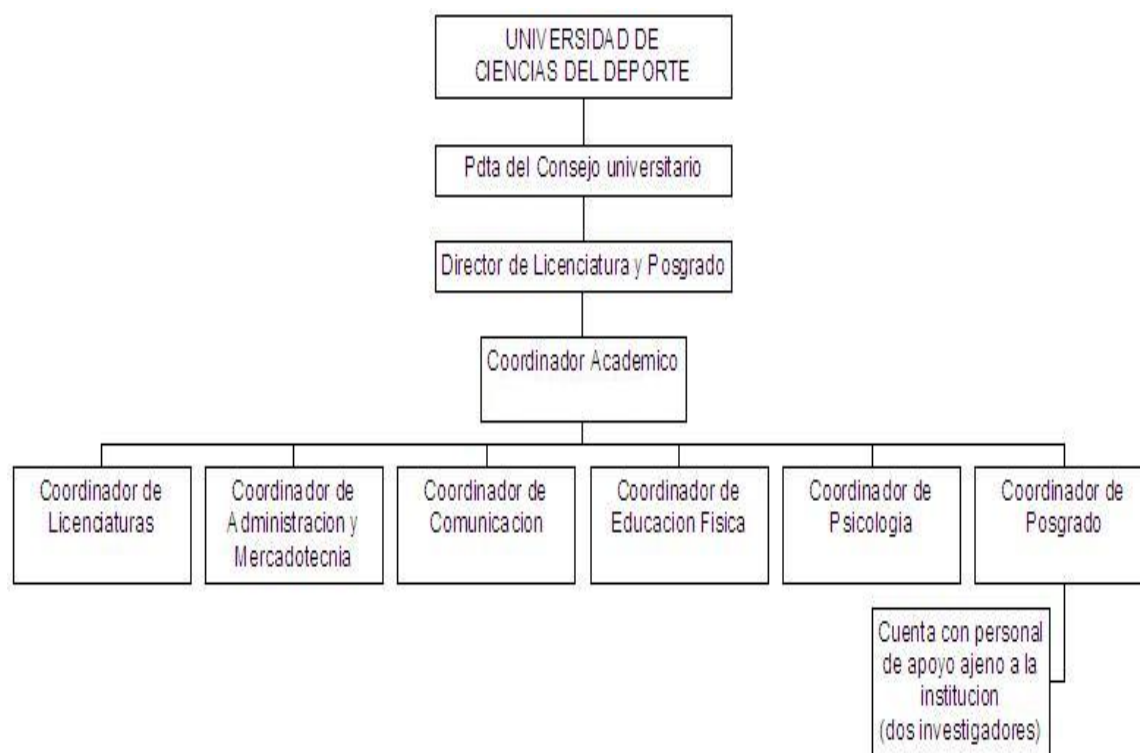 UNIVERSIDAD DE
CIENCIAS DEL DEPORTE
Pdta del Consejo universitario
Director de Licenciatura y Posgrado
Coordinador Academico
Coordinador de
Licenciaturas
Coordinador de
Administracion y
Mercadotecnia
Coordinador de
Comunicacion
Coordinador de
Educacion Fisica
Coordinador de
Psicologia
Coordinador de
Posgrado
Cuenta con personal
de apoyo ajeno a la
institucion
(dos investigadores)